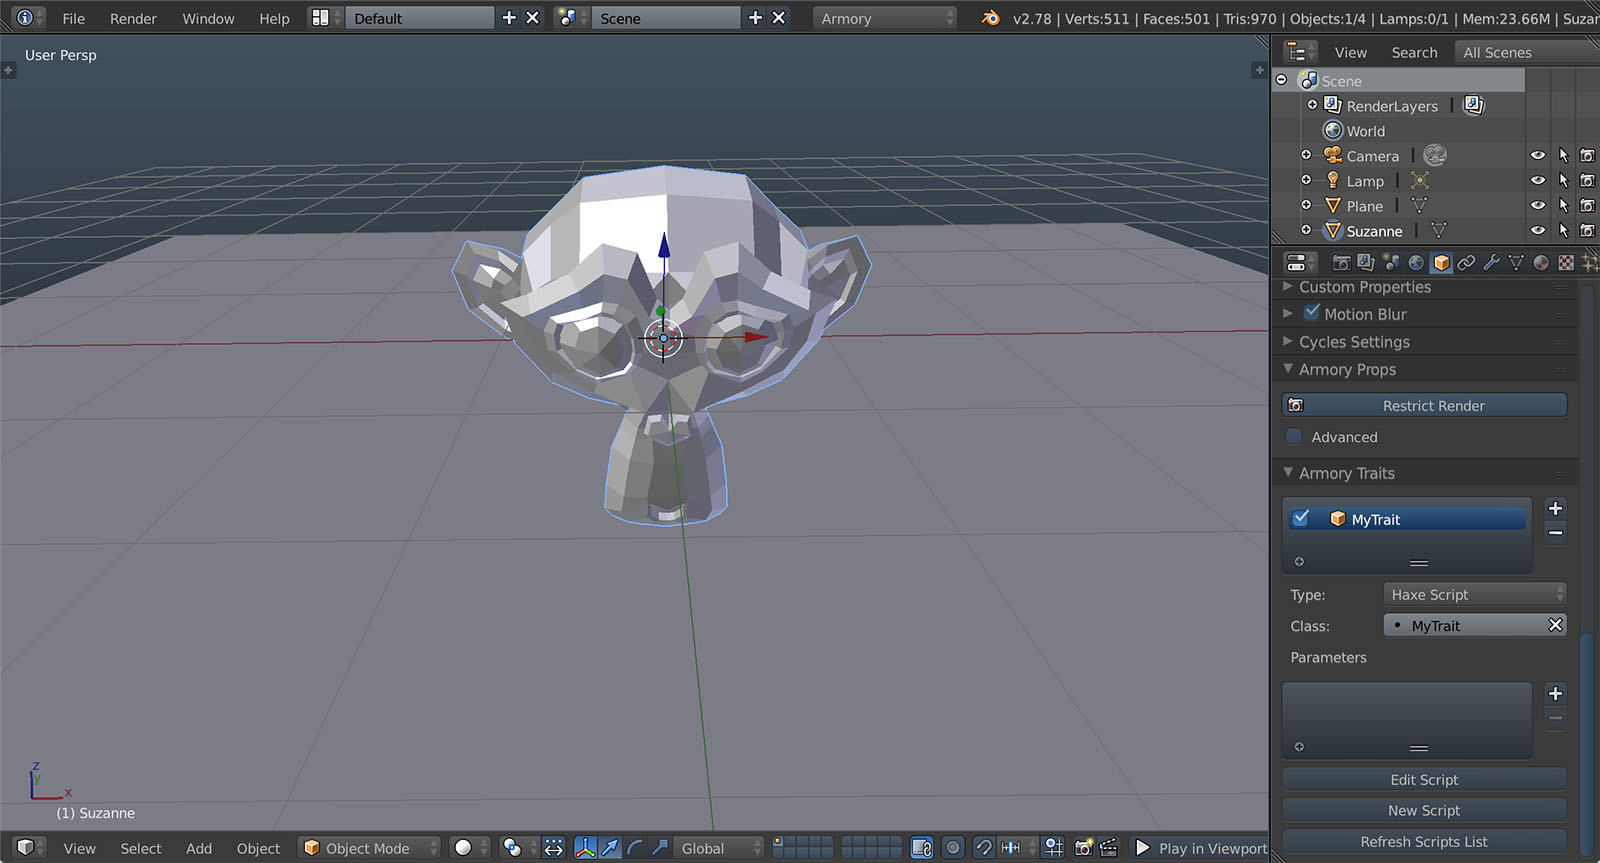 File Render Window Help Default Scene Armory v2.78 | Verts:511 | Faces:501 | Tris:970 | Objects:1/4 | Lamps:0/1 | Mem:23.66M | Suzar
User Persp
View Search All Scenes
Scene
RenderLayers
World
Camera
Lamp
Plane
Suzanne
Custom Properties
Motion Blur
Cycles Settings
Armory Props
Restrict Render
Advanced
Armory Traits
MyTrait
Type: Haxe Script
Class: MyTrait
Parameters
Edit Script
New Script
Refresh Scripts List
z
y
x
(1) Suzanne
View Select Add Object Object Mode Global Play in Viewport